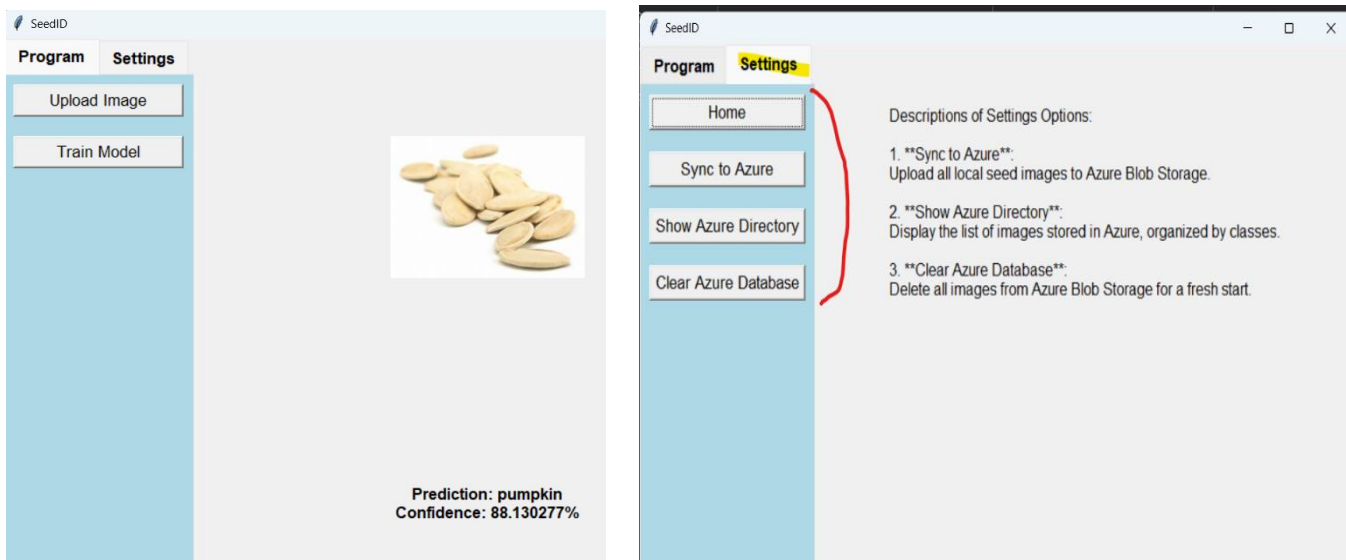 SeedID
Program Settings
Upload Image
Train Model
Prediction: pumpkin
Confidence: 88.130277%
SeedID
Program Settings
Home
Sync to Azure
Show Azure Directory
Clear Azure Database
Descriptions of Settings Options:
1. **Sync to Azure**:
Upload all local seed images to Azure Blob Storage.
2. **Show Azure Directory**:
Display the list of images stored in Azure, organized by classes.
3. **Clear Azure Database**:
Delete all images from Azure Blob Storage for a fresh start.